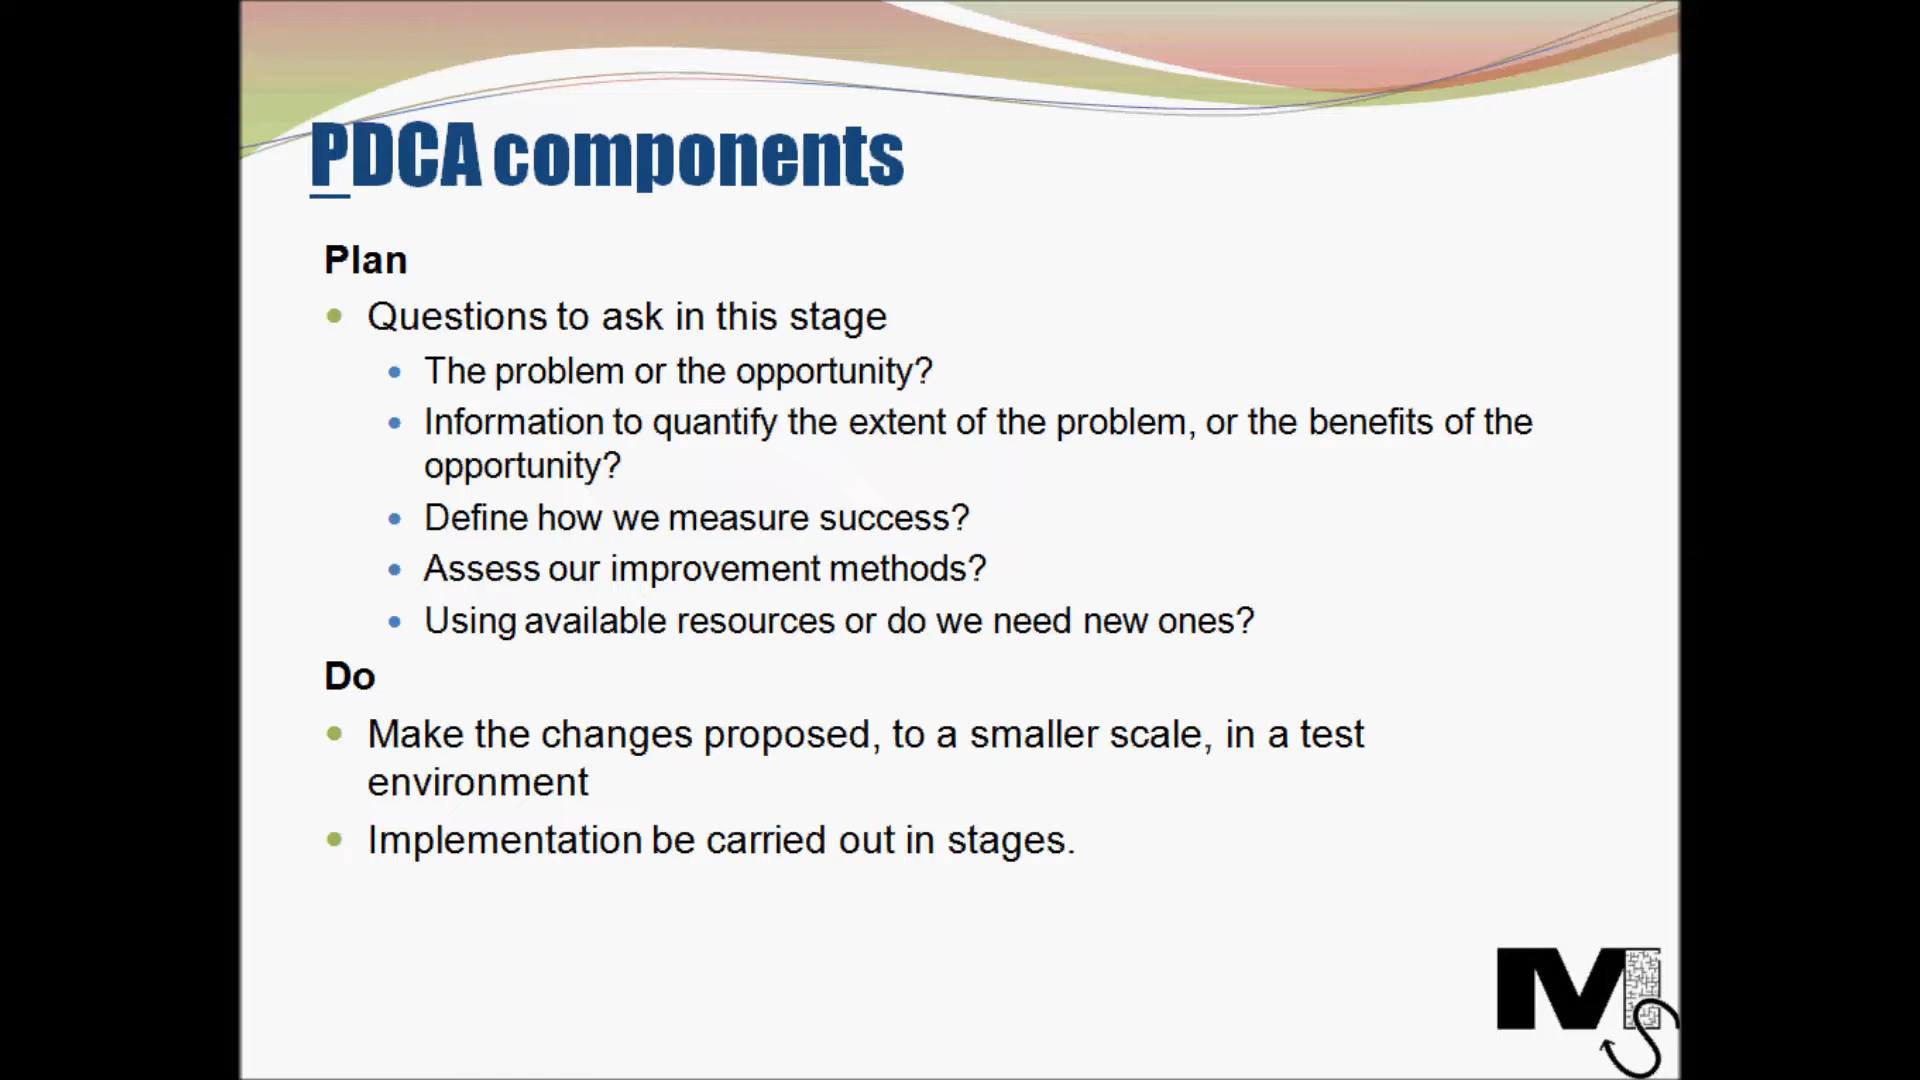 PDCA components
Plan
Questions to ask in this stage
The problem or the opportunity?
Information to quantify the extent of the problem, or the benefits of the
opportunity?
Define how we measure success?
Assess our improvement methods?
Using available resources or do we need new ones?
Do
Make the changes proposed, to a smaller scale, in a test
environment
Implementation be carried out in stages.
M
S